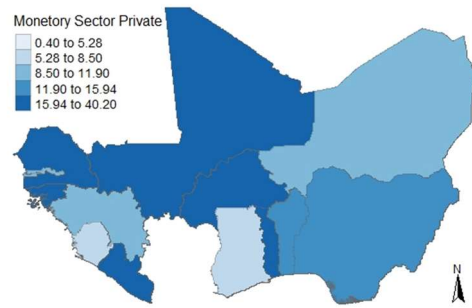 Monetory Sector Private
0.40 to 5.28
5.28 to 8.50
8.50 to 11.90
11.90 to 15.94
15.94 to 40.20
N